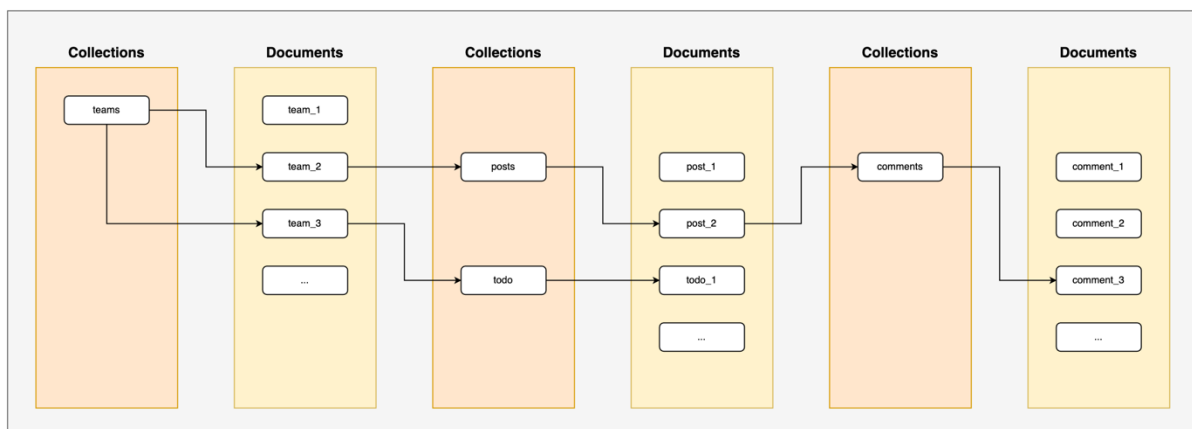 Collections
Documents
Collections
Documents
Collections
Documents
teams
team_1
team_2
posts
post_1
comments
comment_1
team_3
post_2
comment_2
...
todo
todo_1
comment_3
...
...